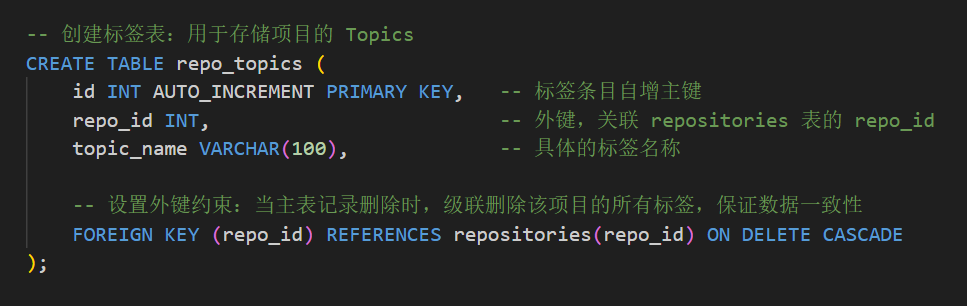 -- 创建标签表：用于存储项目的 Topics
CREATE TABLE repo_topics (
    id INT AUTO_INCREMENT PRIMARY KEY,   -- 标签条目自增主键
    repo_id INT,                         -- 外键，关联 repositories 表的 repo_id
    topic_name VARCHAR(100),             -- 具体的标签名称

    -- 设置外键约束：当主表记录删除时，级联删除该项目的所有标签，保证数据一致性
    FOREIGN KEY (repo_id) REFERENCES repositories(repo_id) ON DELETE CASCADE
);